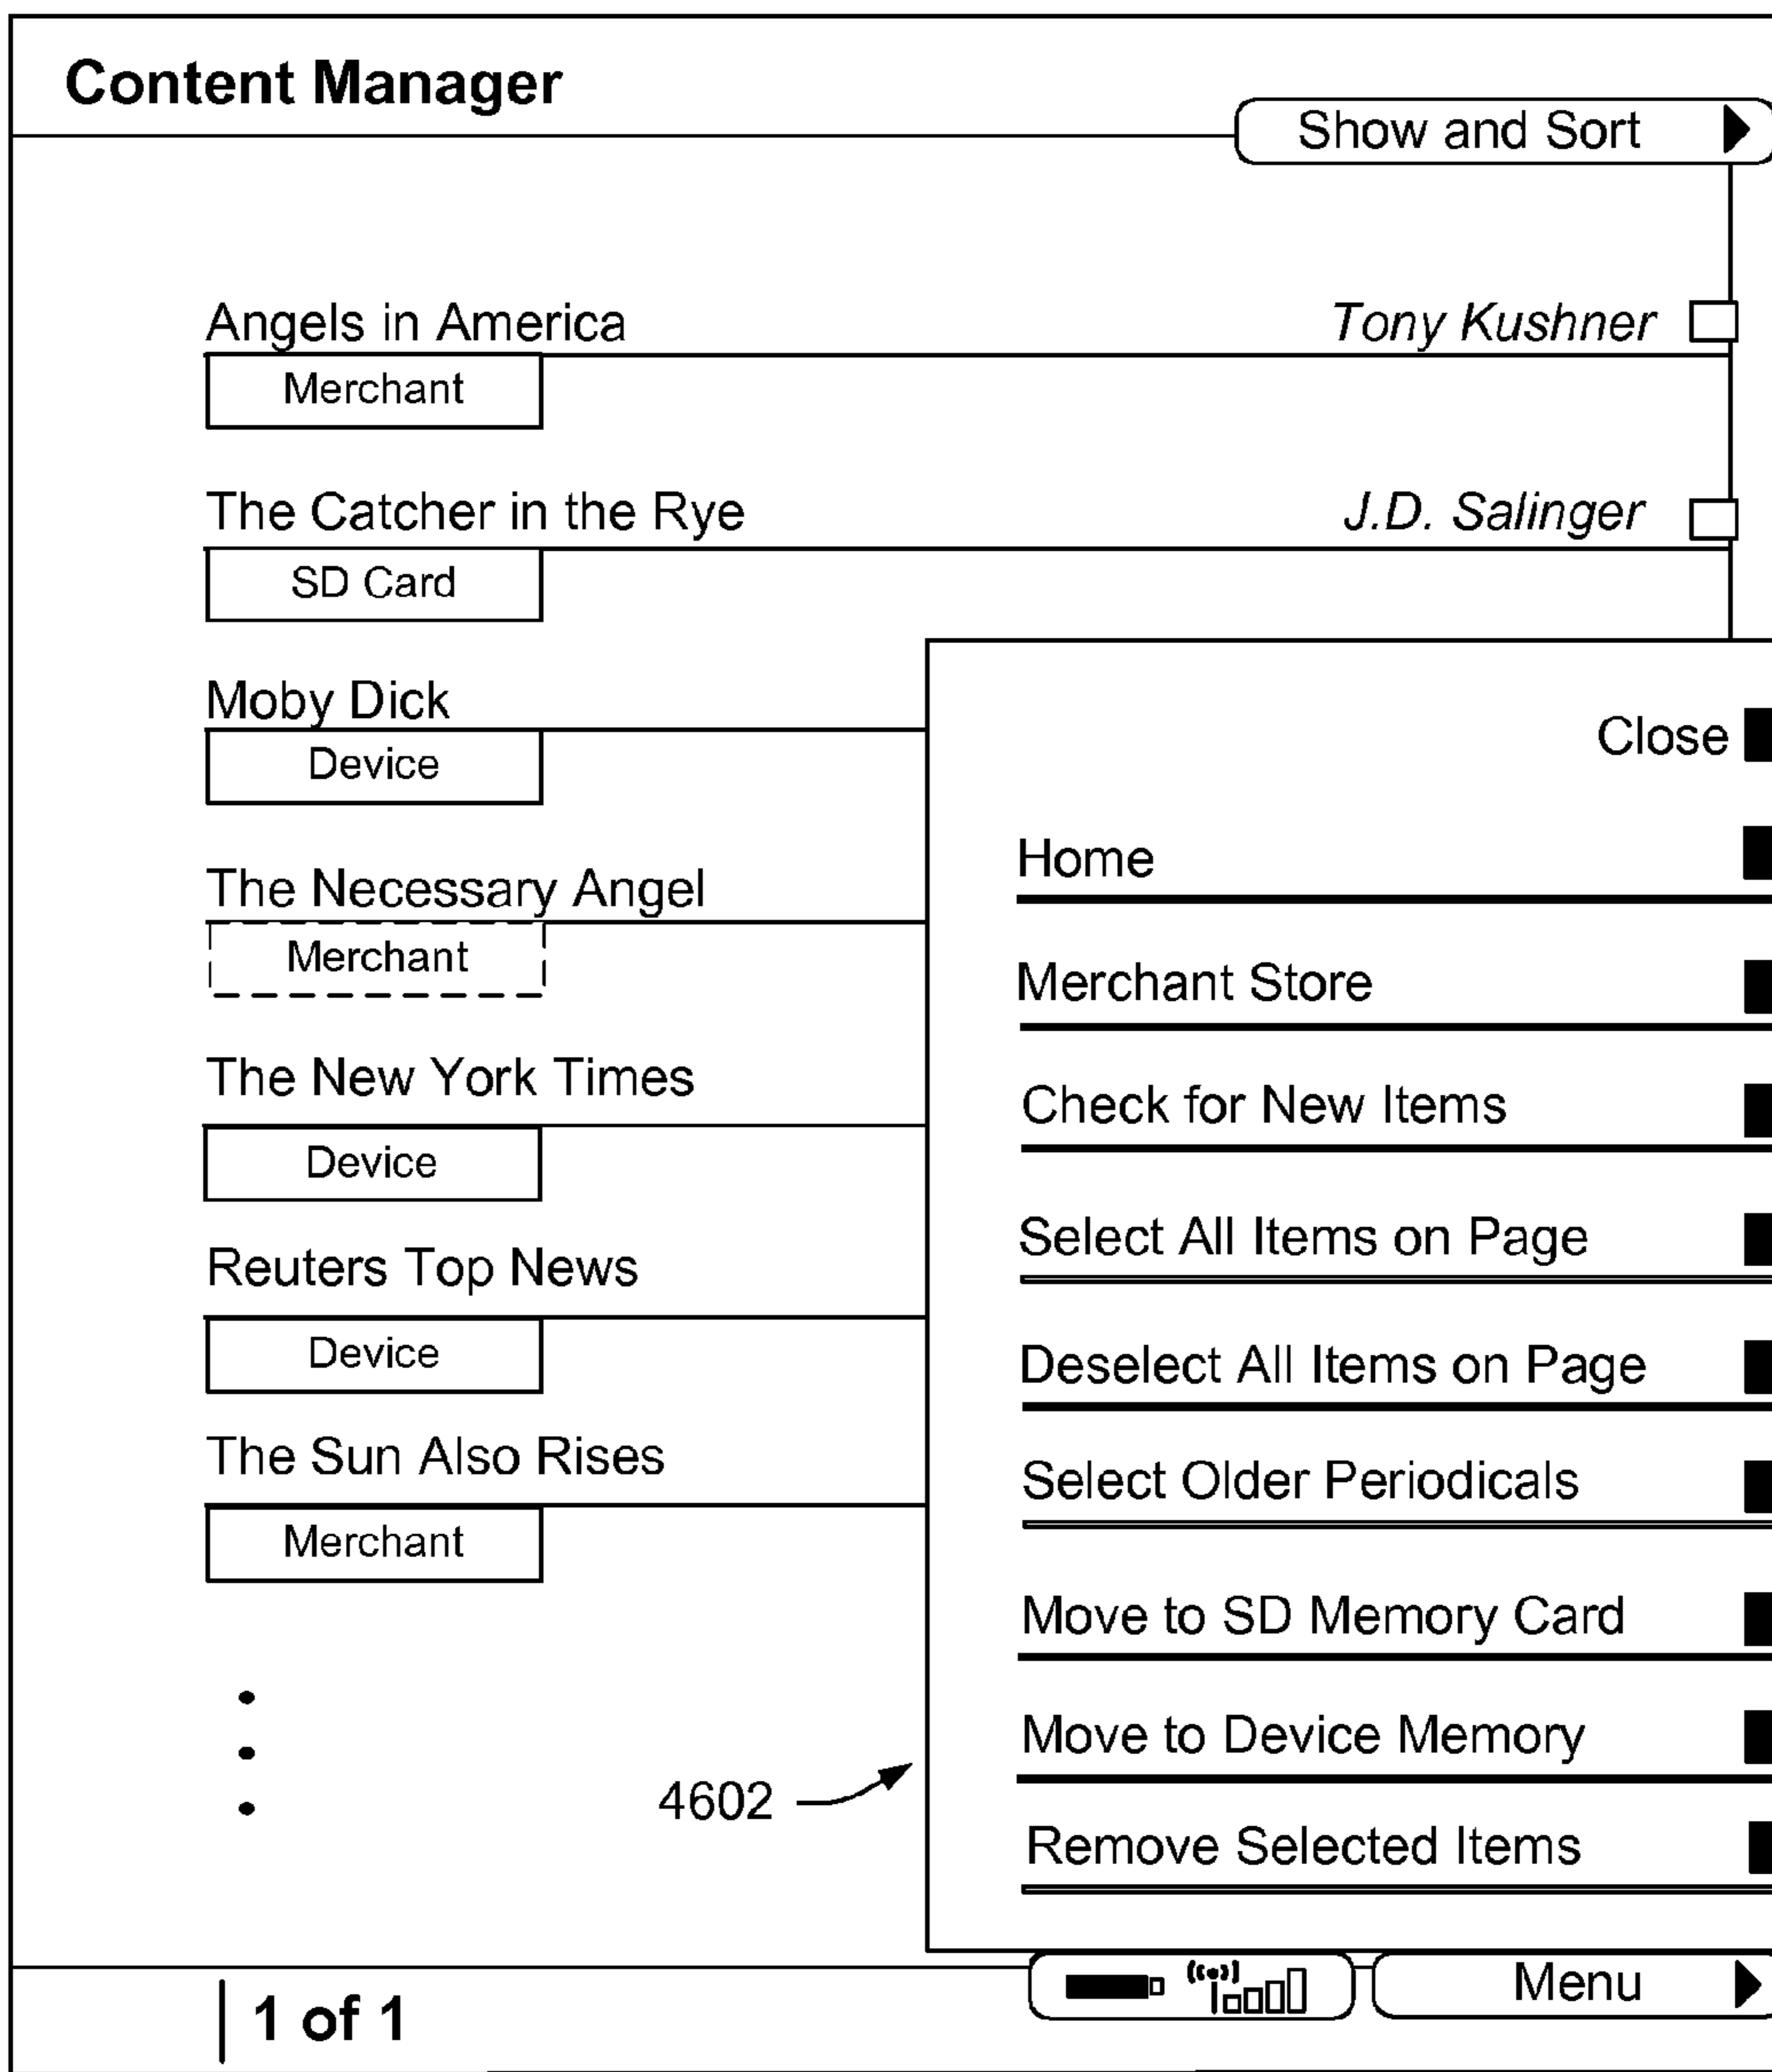 Content Manager
Show and Sort
Angels in America Tony Kushner
Merchant
The Catcher in the Rye J.D. Salinger
SD Card
Moby Dick
Device
The Necessary Angel
Merchant
The New York Times
Device
Reuters Top News
Device
The Sun Also Rises
Merchant
Close
Home
Merchant Store
Check for New Items
Select All Items on Page
Deselect All Items on Page
Select Older Periodicals
Move to SD Memory Card
Move to Device Memory
Remove Selected Items
4602
1 of 1
Menu